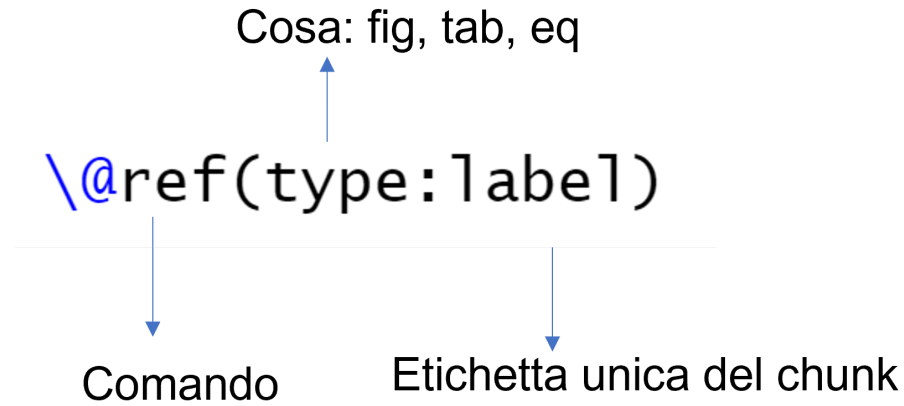 Cosa: fig, tab, eq
\@ref(type:label)
Comando
Etichetta unica del chunk